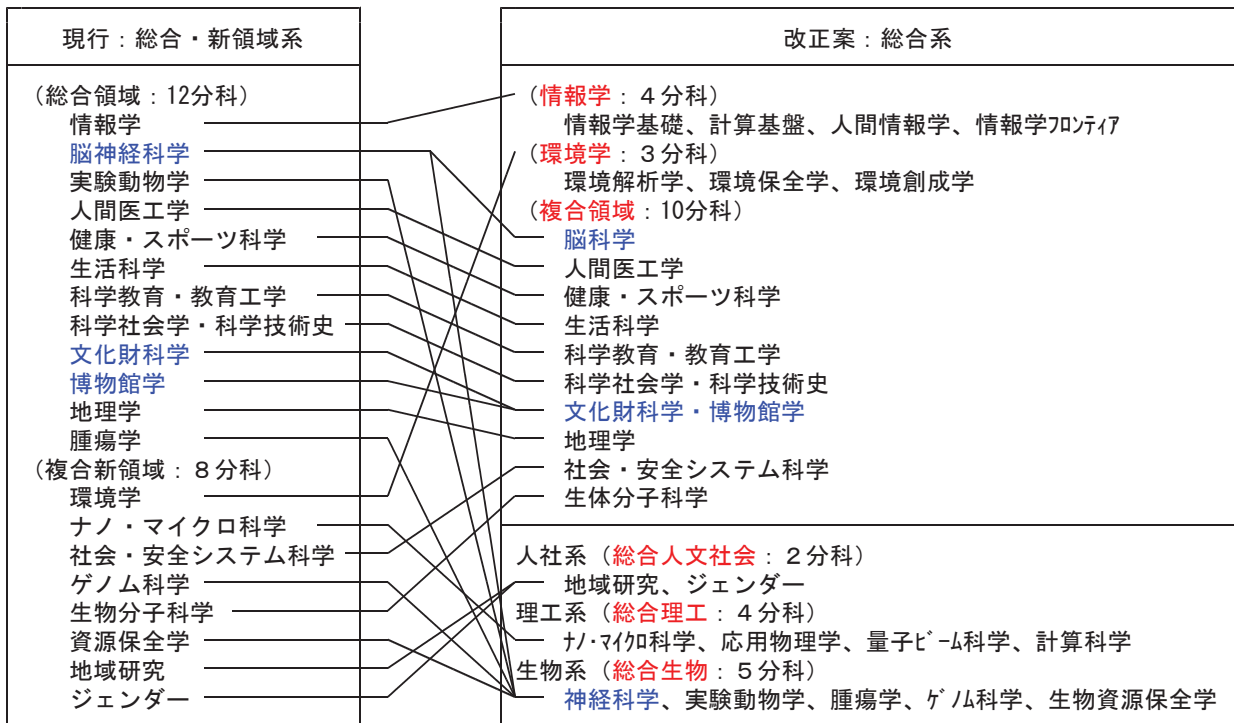 現行：総合・新領域系
（総合領域：12分科）
情報学
脳神経科学
実験動物学
人間医工学
健康・スポーツ科学
生活科学
科学教育・教育工学
科学社会学・科学技術史
文化財科学
博物館学
地理学
腫瘍学
（複合新領域：８分科）
環境学
ナノ・マイクロ科学
社会・安全システム科学
ゲノム科学
生物分子科学
資源保全学
地域研究
ジェンダー
改正案：総合系
（情報学：４分科）
情報学基礎、計算基盤、人間情報学、情報学ﾌﾛﾝﾃｨｱ
（環境学：３分科）
環境解析学、環境保全学、環境創成学
（複合領域：10分科）
脳科学
人間医工学
健康・スポーツ科学
生活科学
科学教育・教育工学
科学社会学・科学技術史
文化財科学・博物館学
地理学
社会・安全システム科学
生体分子科学
人社系（総合人文社会：２分科）
地域研究、ジェンダー
理工系（総合理工：４分科）
ﾅﾉ･ﾏｲｸﾛ科学、応用物理学、量子ﾋﾞｰﾑ科学、計算科学
生物系（総合生物：５分科）
神経科学、実験動物学、腫瘍学、ｹﾞﾉﾑ科学、生物資源保全学